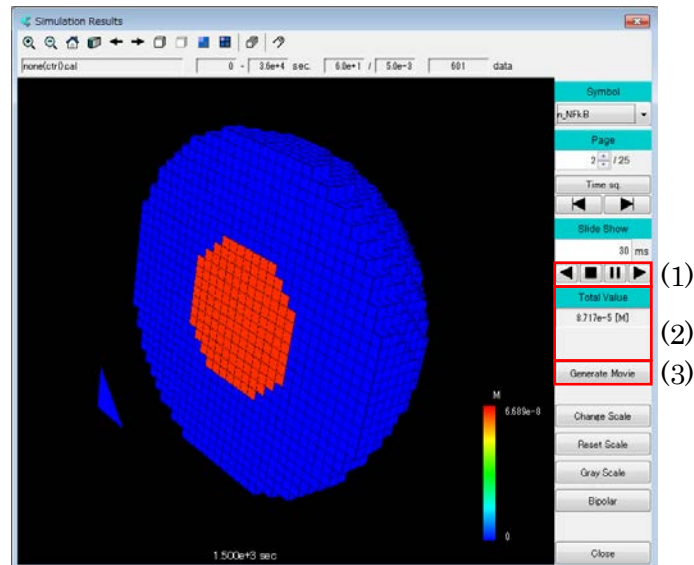 Simulation Results
none(ctrl).cal 0 - 3.6e+4 sec. 6.0e+1 / 5.0e-3 601 data
Symbol
n_NFkB
Page
2 / 25
Time sq.
Slide Show
30 ms
(1)
Total Value
8.717e-5 [M]
(2)
Generate Movie
(3)
M
6.689e-8
Change Scale
Reset Scale
Gray Scale
Bipolar
0
1.500e+3 sec
Close